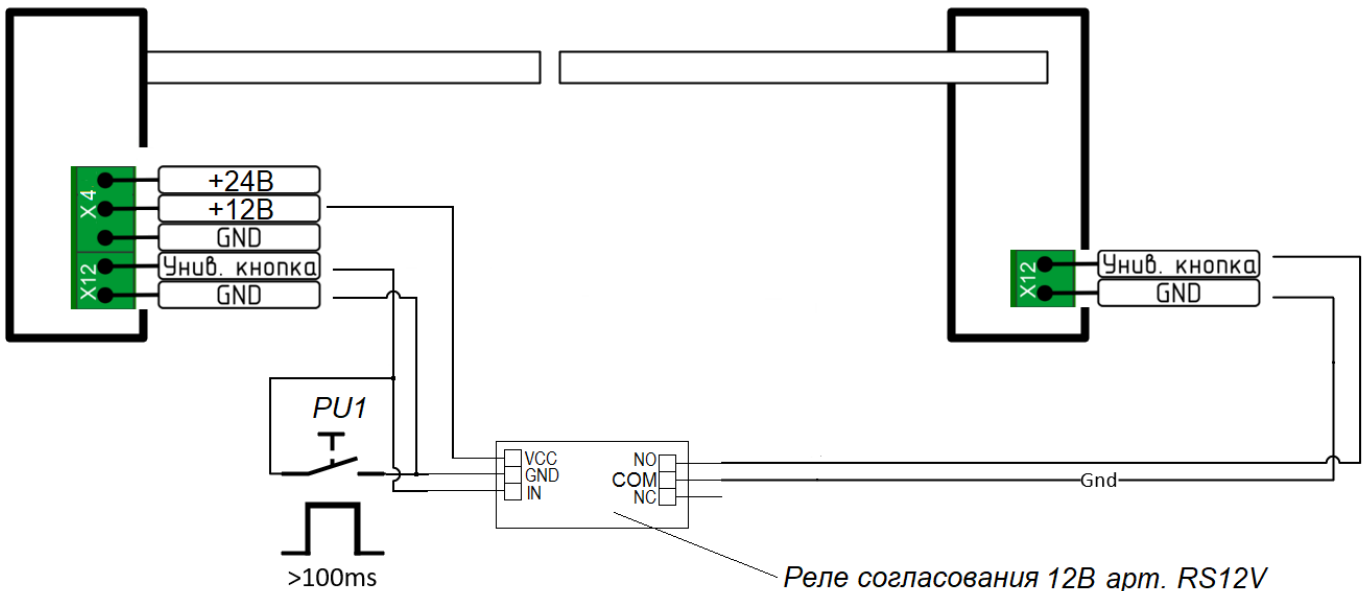 X4
+24В
+12В
GND
X12
Унив. кнопка
GND
X12
Унив. кнопка
GND
PU1
>100ms
VCC
GND
IN
NO
COM
NC
Gnd
Реле согласования 12В арт. RS12V